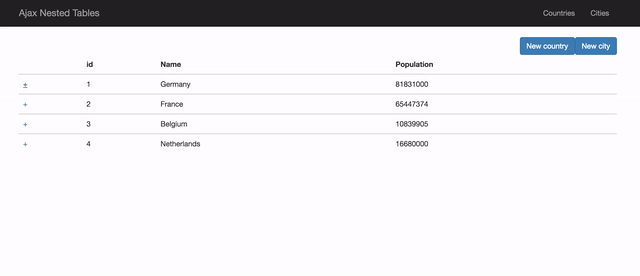 Ajax Nested Tables Countries Cities
New country New city
id Name Population
+ 1 Germany 81831000
+ 2 France 65447374
+ 3 Belgium 10839905
+ 4 Netherlands 16680000